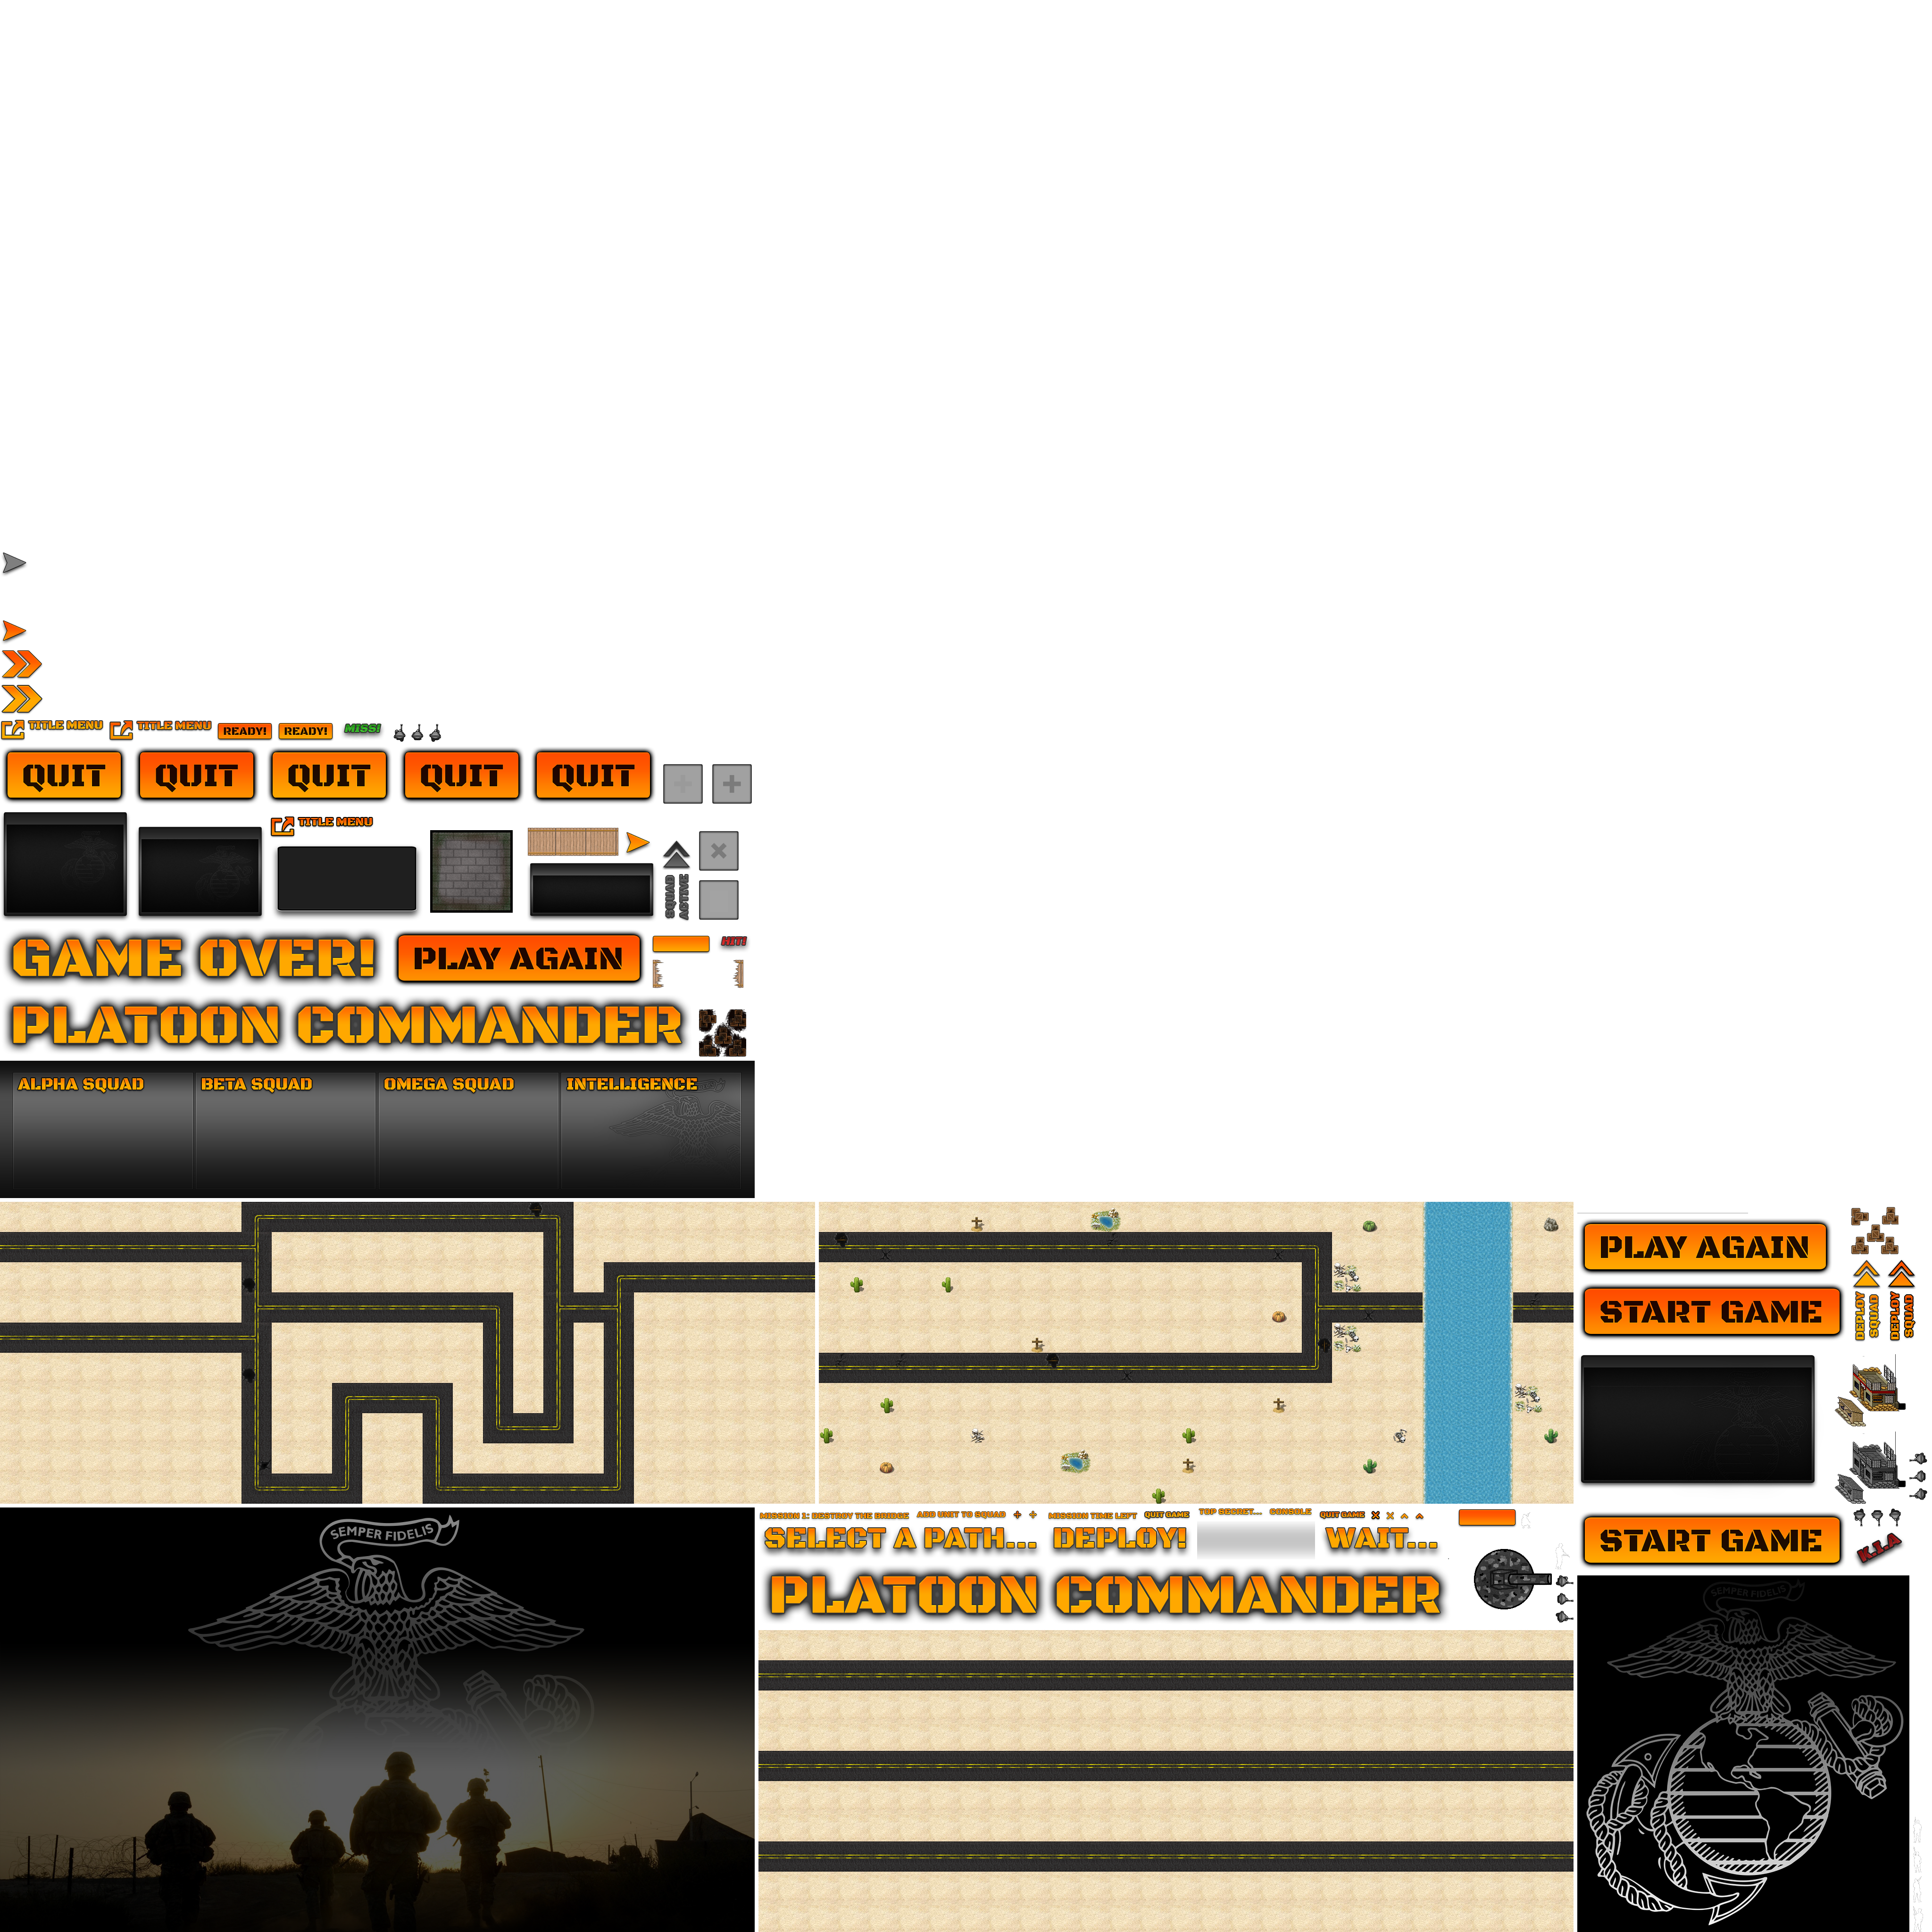 TITLE MENU
TITLE MENU
READY!
READY!
MISS!
QUIT
QUIT
QUIT
QUIT
QUIT
TITLE MENU
ACTIVE
SQUAD
GAME OVER!
PLAY AGAIN
HIT!
PLATOON COMMANDER
ALPHA SQUAD
BETA SQUAD
OMEGA SQUAD
INTELLIGENCE
PLAY AGAIN
START GAME
DEPLOY
SQUAD
DEPLOY
SQUAD
SEMPER FIDELIS
MISSION 1: DESTROY THE BRIDGE
ADD UNIT TO SQUAD
MISSION TIME LEFT
QUIT GAME
TOP SECRET...
CONSOLE
QUIT GAME
SELECT A PATH...
DEPLOY!
WAIT...
PLATOON COMMANDER
START GAME
K.I.A
SEMPER FIDELIS